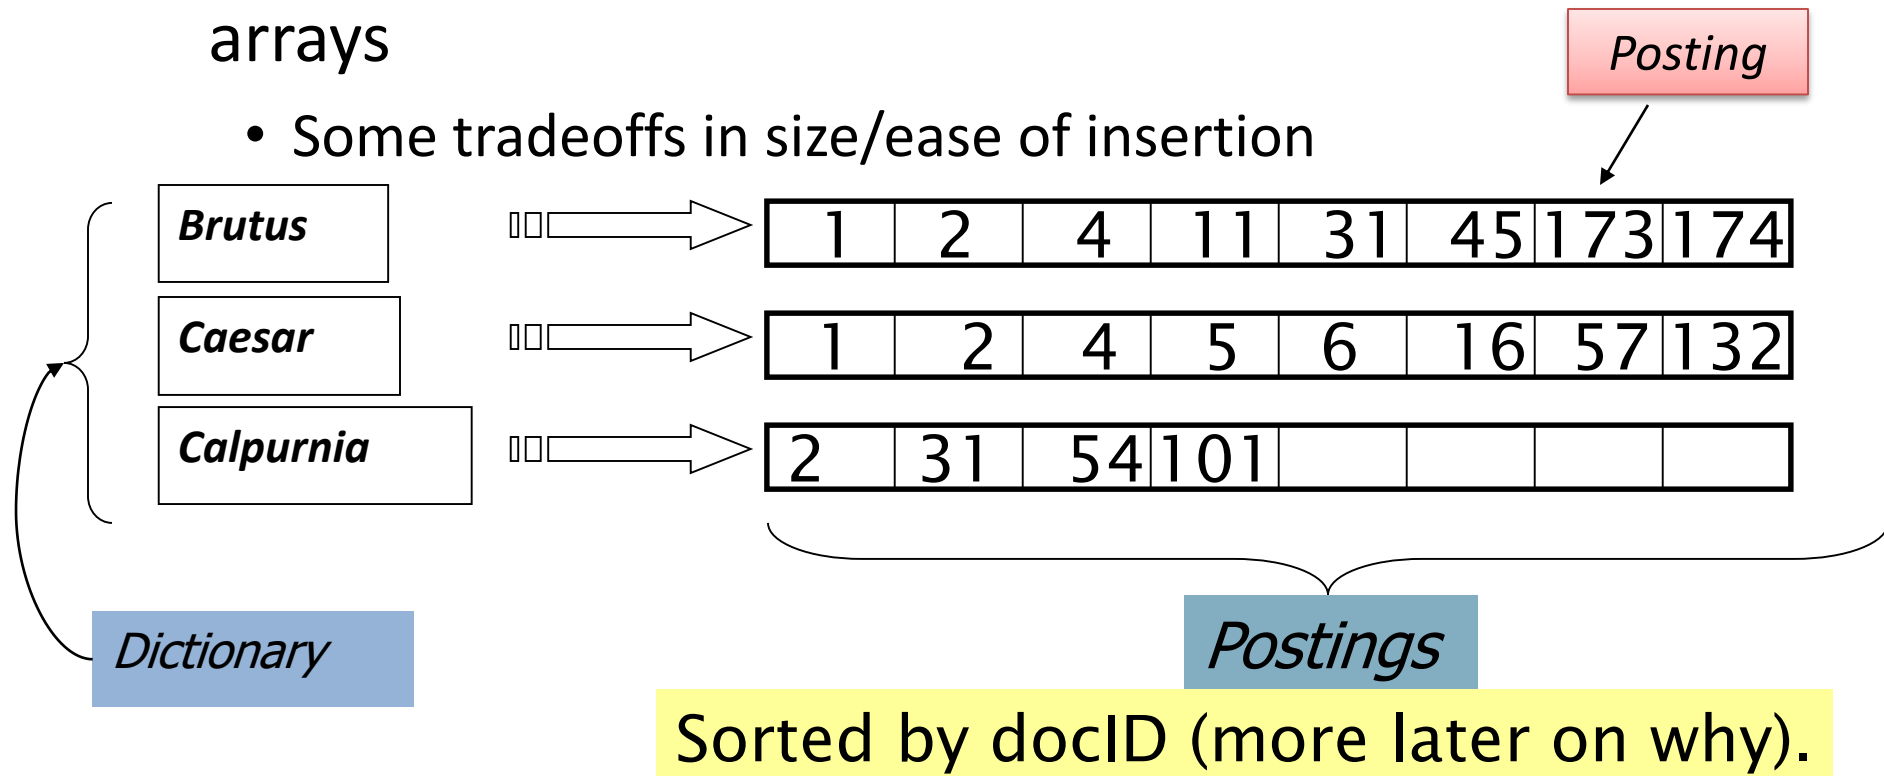 arrays
Posting
• Some tradeoffs in size/ease of insertion
Brutus 1 2 4 11 31 45 173 174
Caesar 1 2 4 5 6 16 57 132
Calpurnia 2 31 54 101
Dictionary
Postings
Sorted by docID (more later on why).